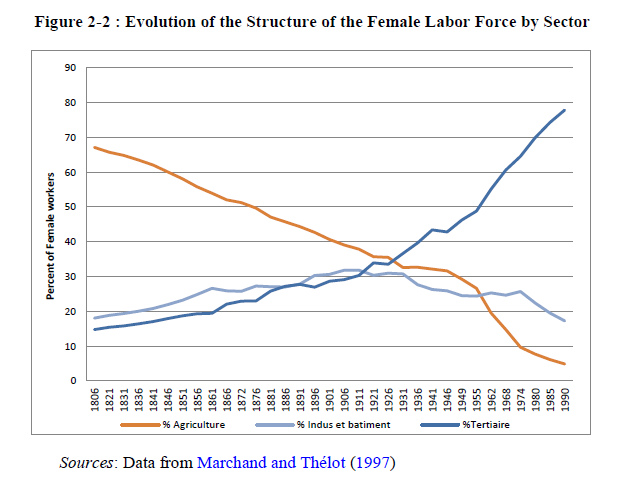 Figure 2-2 : Evolution of the Structure of the Female Labor Force by Sector
90
80
70
60
50
40
30
20
10
0
Percent of Female workers
1806 1821 1831 1836 1841 1846 1851 1856 1861 1866 1872 1876 1881 1886 1891 1896 1901 1906 1911 1921 1926 1931 1936 1941 1946 1949 1955 1962 1968 1974 1980 1985 1990
% Agriculture % Indus et batiment %Tertiaire
Sources: Data from Marchand and Thélot (1997)